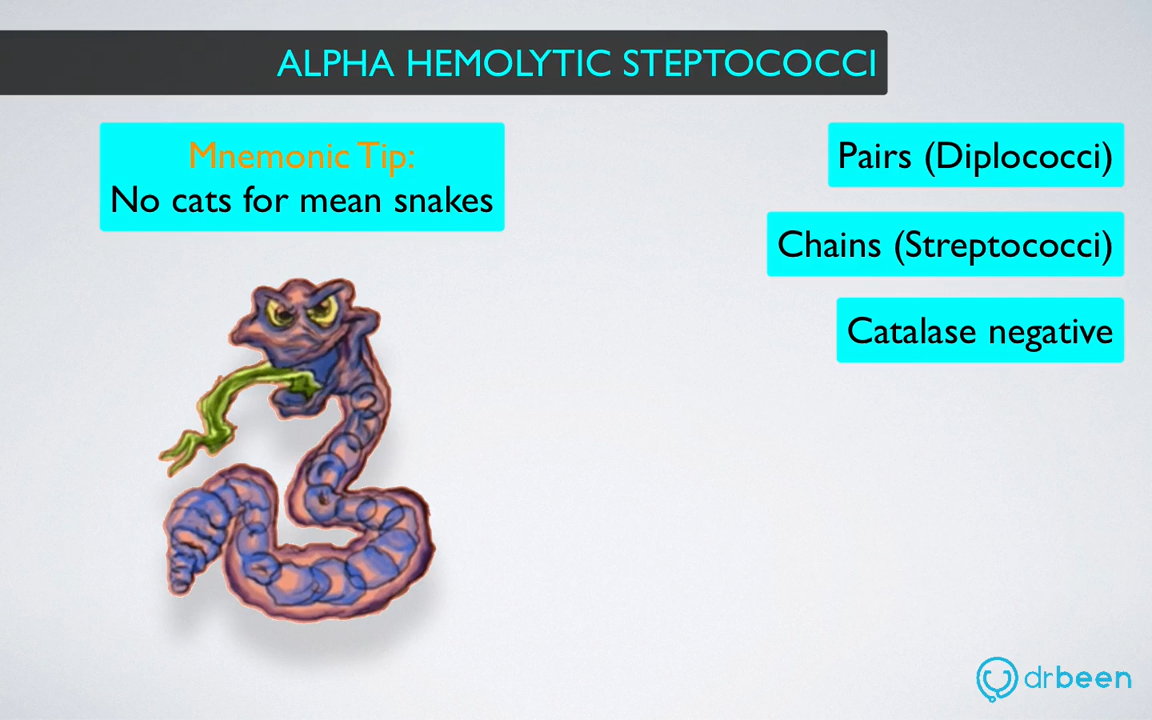 ALPHA HEMOLYTIC STEPTOCOCCI
Mnemonic Tip:
No cats for mean snakes
Pairs (Diplococci)
Chains (Streptococci)
Catalase negative
drbeen